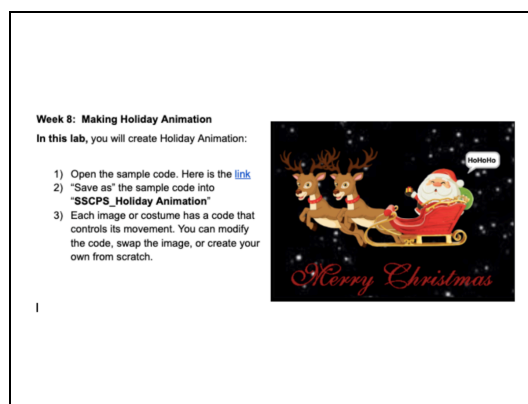 Week 8:  Making Holiday Animation
In this lab, you will create Holiday Animation:
1) Open the sample code. Here is the link
2) “Save as” the sample code into
“SSCPS_Holiday Animation”
3) Each image or costume has a code that
controls its movement. You can modify
the code, swap the image, or create your
own from scratch.
HoHoHo
Merry Christmas